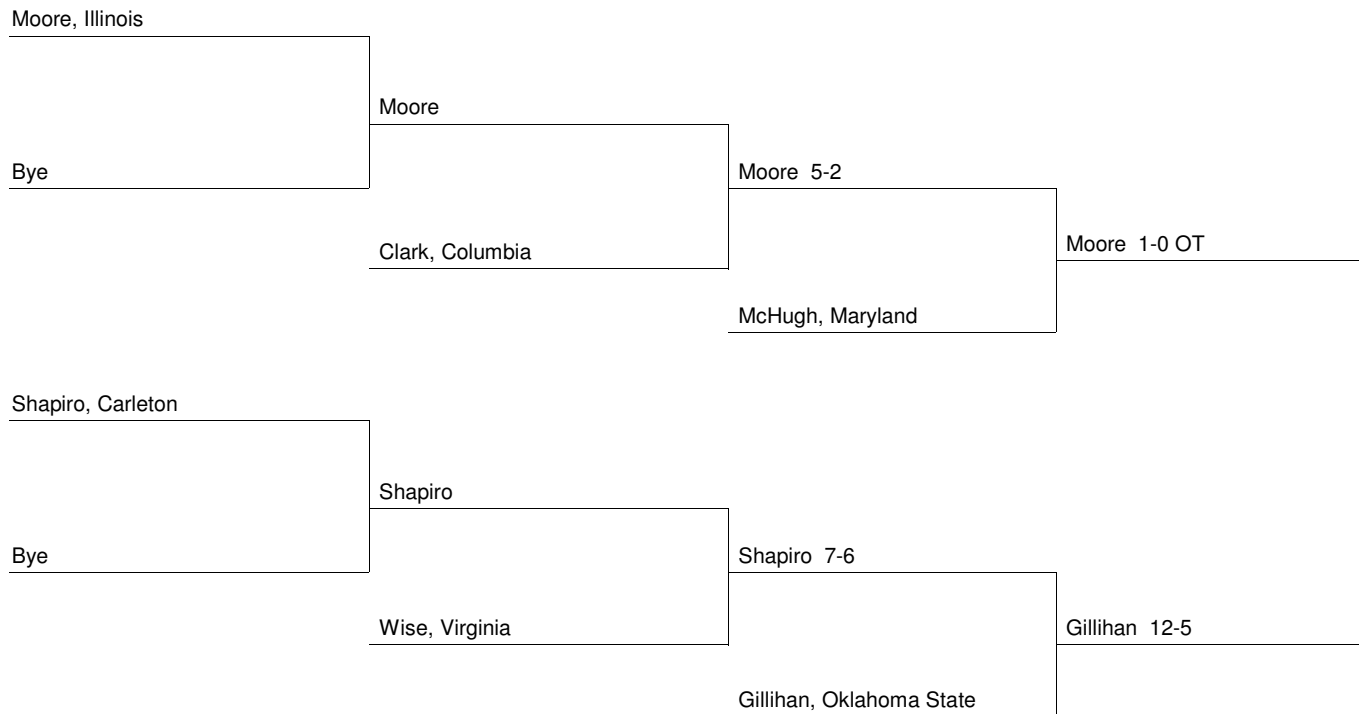 Moore, Illinois
Moore
Bye
Moore  5-2
Clark, Columbia
Moore  1-0 OT
McHugh, Maryland
Shapiro, Carleton
Shapiro
Bye
Shapiro  7-6
Wise, Virginia
Gillihan  12-5
Gillihan, Oklahoma State